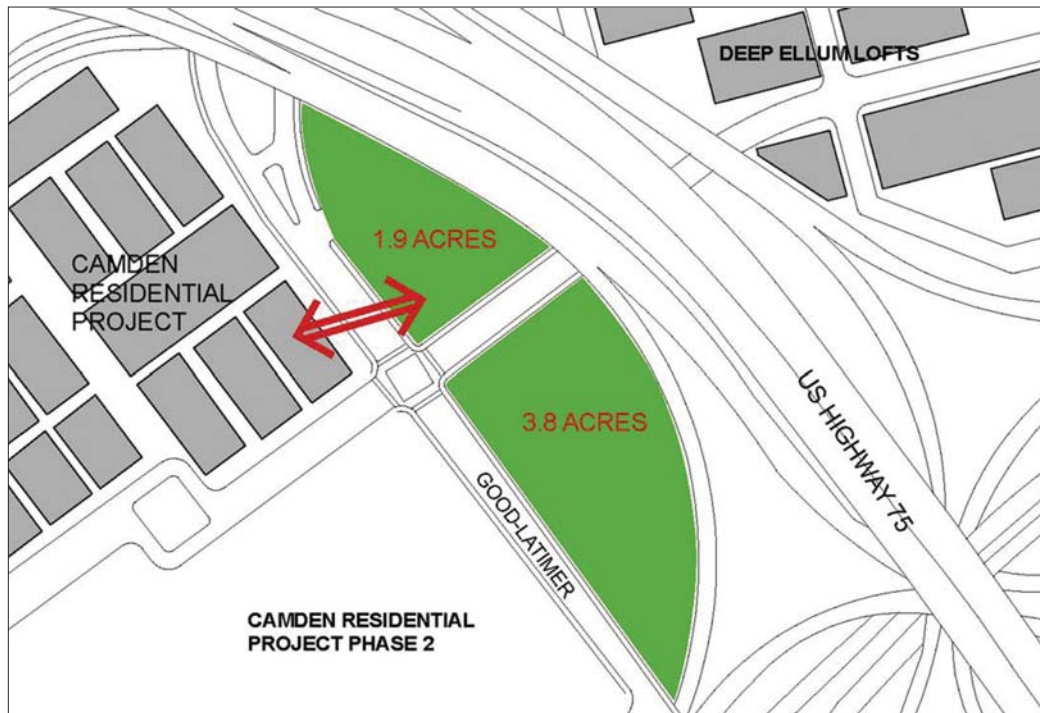 DEEP ELLUM LOFTS
1.9 ACRES
CAMDEN
RESIDENTIAL
PROJECT
3.8 ACRES
US HIGHWAY 75
GOOD-LATIMER
CAMDEN RESIDENTIAL
PROJECT PHASE 2